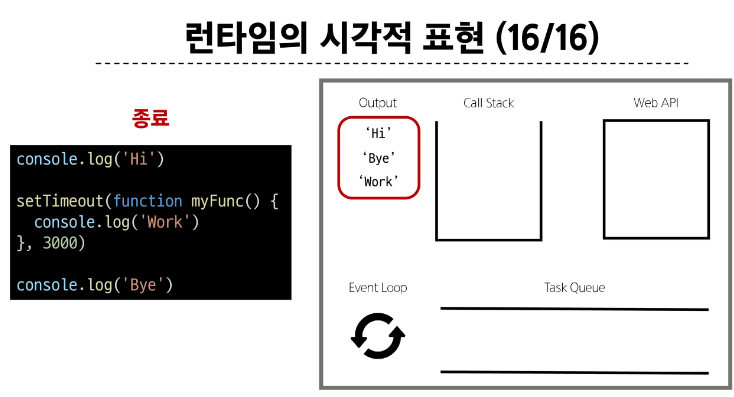 런타임의 시각적 표현 (16/16)
종료
console.log('Hi')
setTimeout(function myFunc() {
  console.log('Work')
}, 3000)
console.log('Bye')
Output
‘Hi’
‘Bye’
‘Work’
Call Stack
Web API
Event Loop
Task Queue